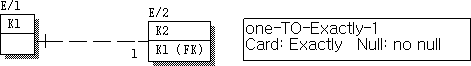 E/1
K1
E/2
K2
K1 (FK)
1
one-TO-Exactly-1
Card: Exactly Null: no null